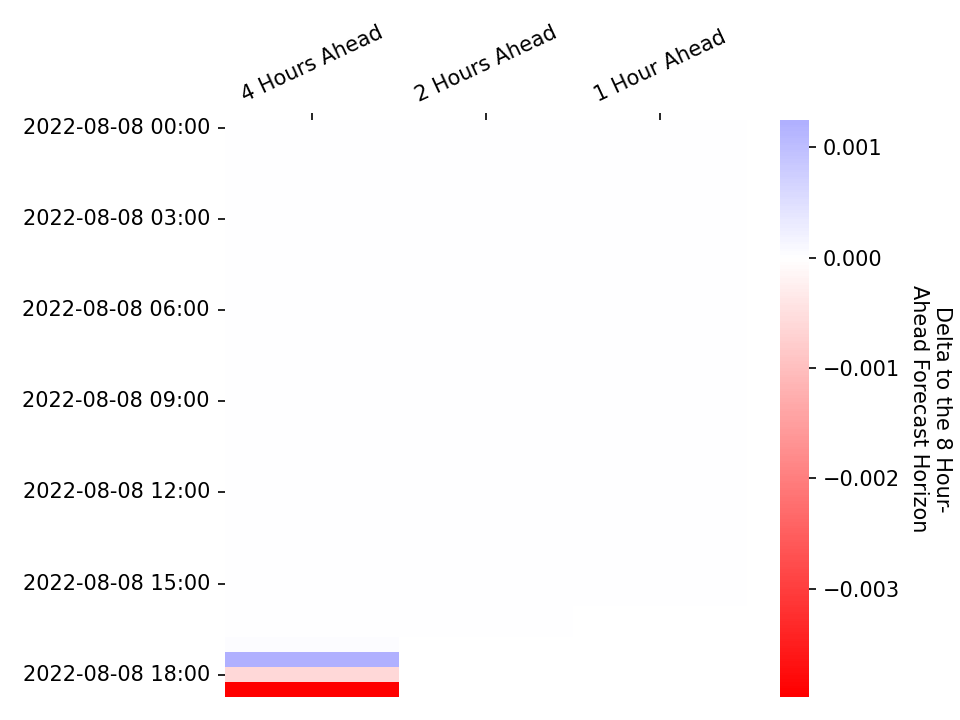 4 Hours Ahead
2 Hours Ahead
1 Hour Ahead
2022-08-08 00:00
2022-08-08 03:00
2022-08-08 06:00
2022-08-08 09:00
2022-08-08 12:00
2022-08-08 15:00
2022-08-08 18:00
0.001
0.000
−0.001
−0.002
−0.003
Delta to the 8 Hour-
Ahead Forecast Horizon